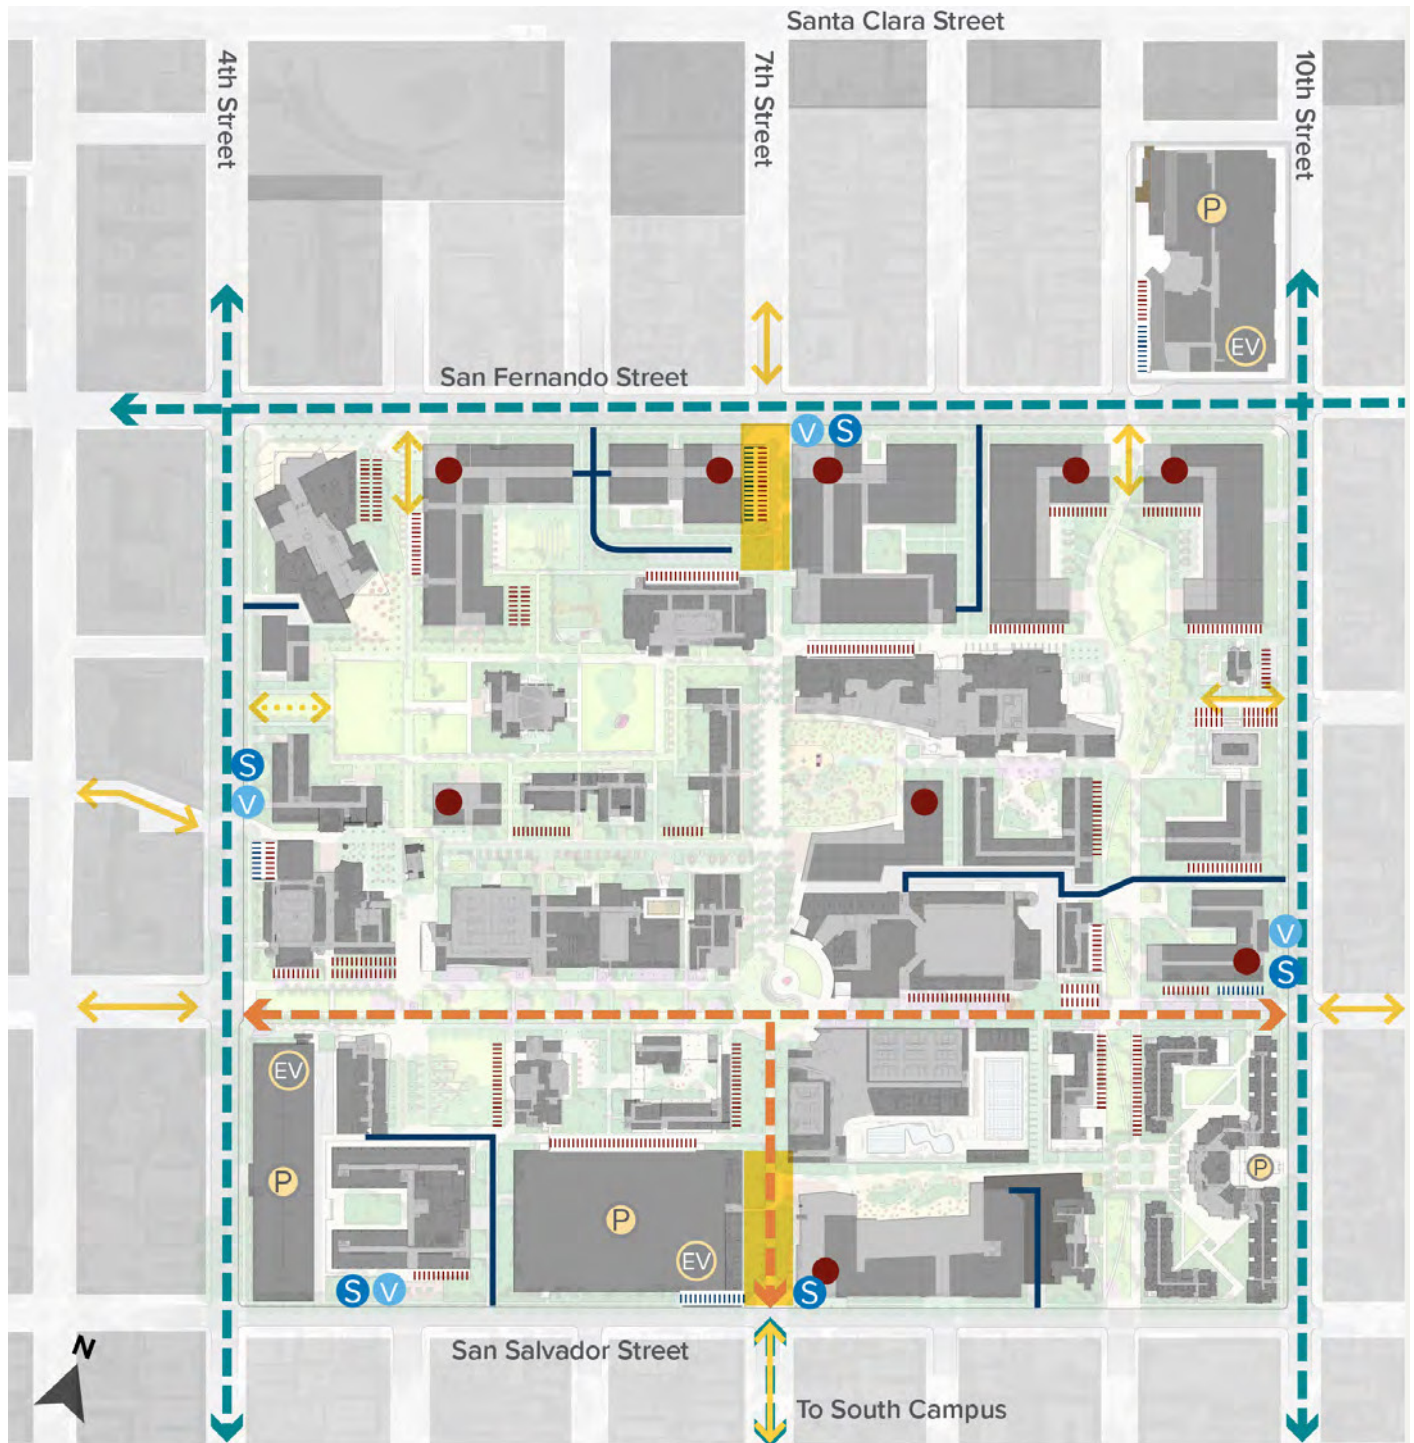 Santa Clara Street
4th Street
7th Street
10th Street
P
EV
San Fernando Street
V S
S
V
V
S
EV
P
P
P
EV
S V
S
San Salvador Street
N
To South Campus